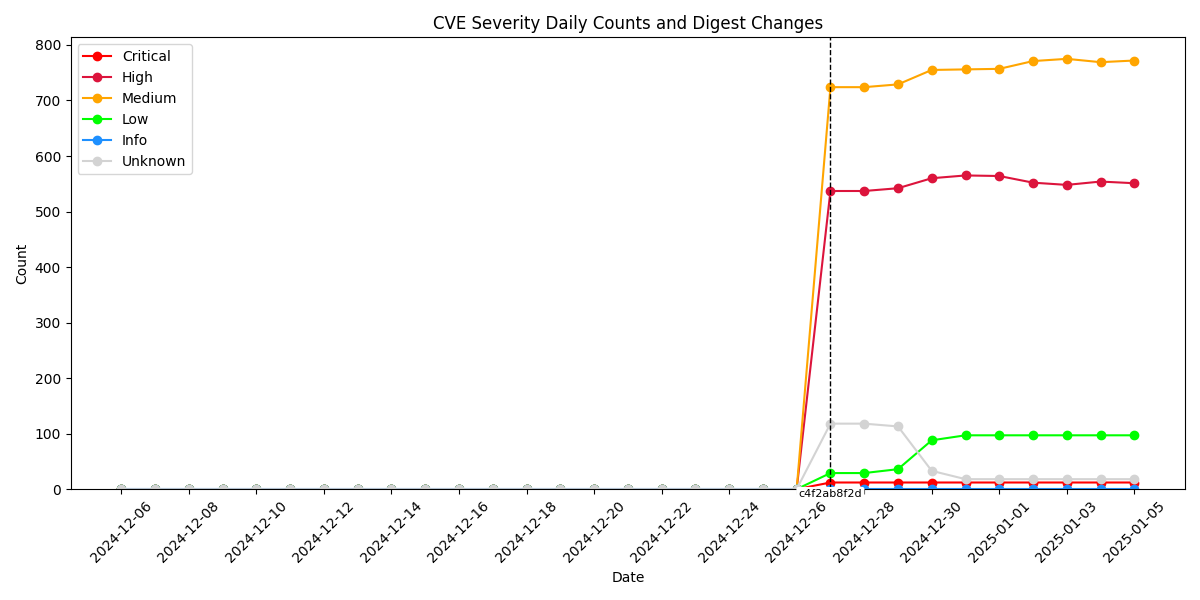 CVE Severity Daily Counts and Digest Changes
Critical
High
Medium
Low
Info
Unknown
Count
800
700
600
500
400
300
200
100
0
c4f2ab8f2d
2024-12-06
2024-12-08
2024-12-10
2024-12-12
2024-12-14
2024-12-16
2024-12-18
2024-12-20
2024-12-22
2024-12-24
2024-12-26
2024-12-28
2024-12-30
2025-01-01
2025-01-03
2025-01-05
Date